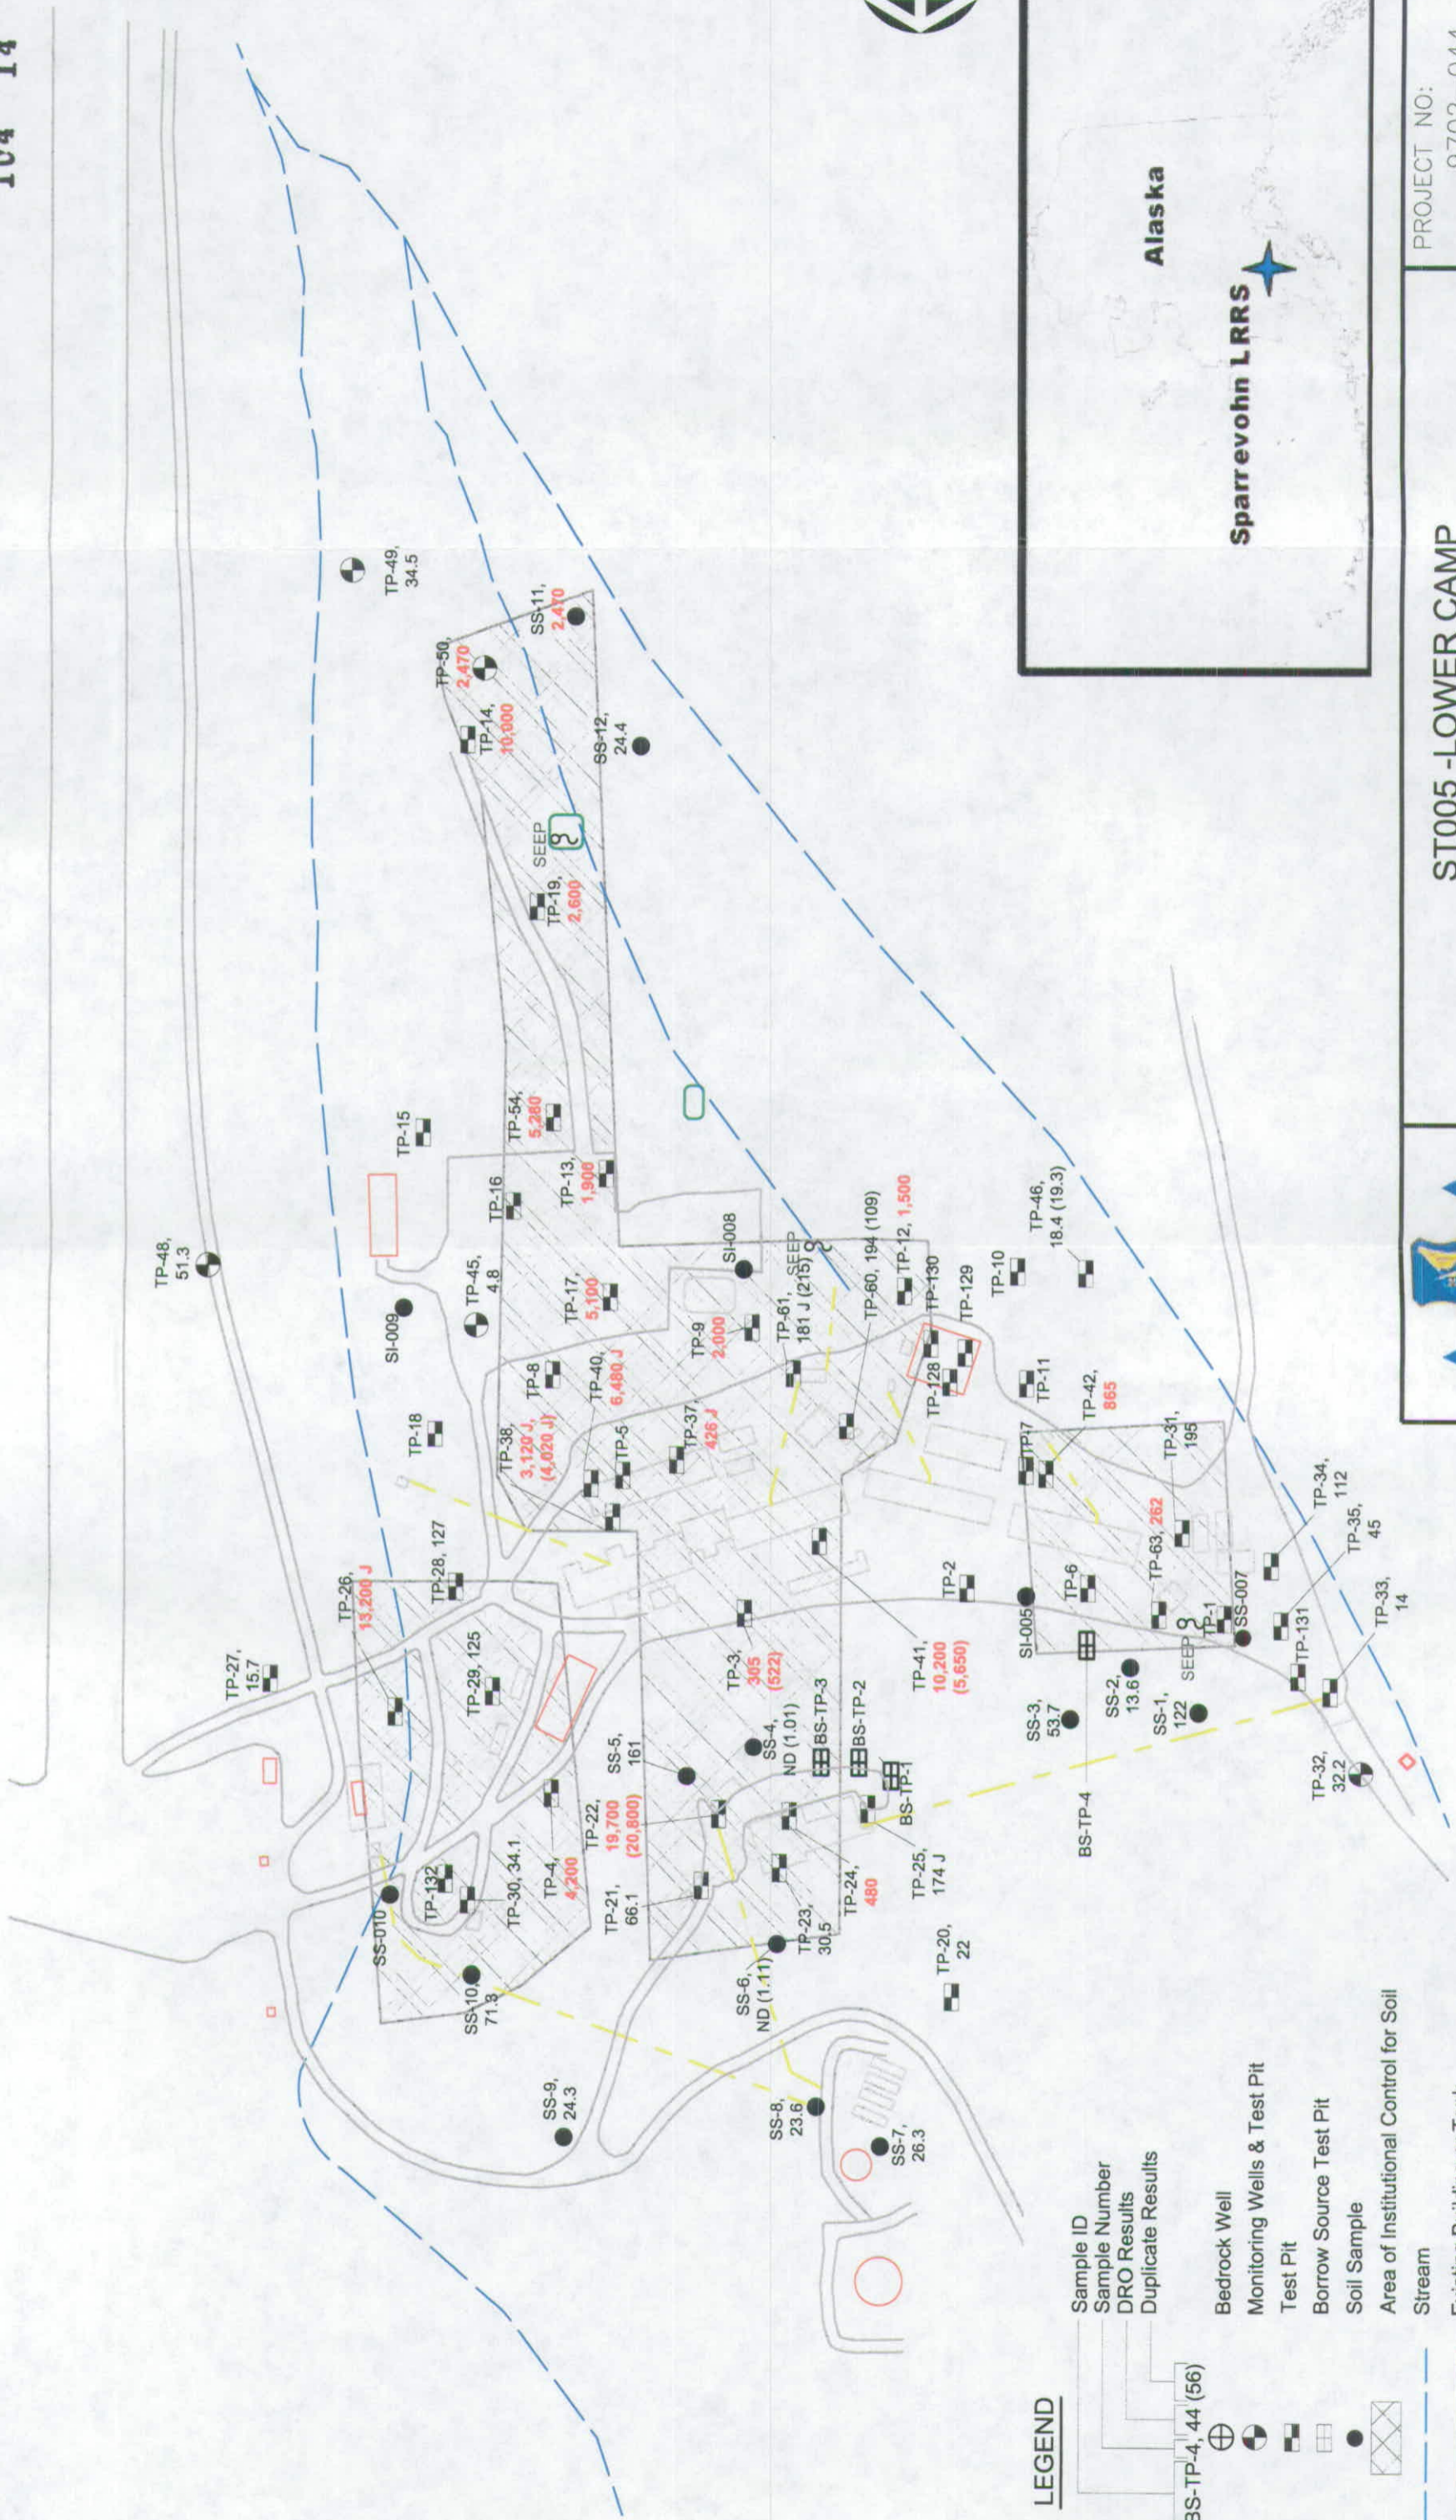 104 14
TP-48,
51.3
TP-49,
34.5
TP-50,
2,470
SS-11,
2,470
TP-14,
10,000
SS-12,
24.4
SEEP
TP-19,
2,600
TP-15
TP-54,
5,280
TP-16
TP-13,
1,900
SI-009
TP-45,
4.8
TP-17,
5,100
SI-008
TP-9
2,000
TP-61,
181 J (215)
SEEP
TP-60, 194 (109)
TP-12, 1,500
TP-130
TP-129
TP-128
TP-10
TP-46,
18.4 (19.3)
TP-11
TP-18
TP-8
TP-40,
6,480 J
TP-38,
3,120 J,
(4,020 J)
TP-5
TP-37,
426 J
TP-7
TP-42,
865
TP-31,
195
TP-27,
15.7
TP-26,
13,200 J
TP-28, 127
TP-29, 125
TP-3,
305
(522)
TP-41,
10,200
(5,650)
TP-2
SI-005
TP-6
TP-63, 262
TP-1
SS-007
SEEP
TP-34,
112
TP-35,
45
TP-131
TP-33,
14
TP-32,
32.2
SS-5,
161
SS-4,
ND (1.01)
BS-TP-3
BS-TP-2
BS-TP-1
BS-TP-4
SS-3,
53.7
SS-2,
13.6
SS-1,
122
SS-010
TP-132
TP-30, 34.1
TP-4,
4,200
TP-22,
19,700
(20,800)
TP-21,
66.1
TP-23,
30.5
TP-24,
480
TP-25,
174 J
TP-20,
22
SS-10,
71.3
SS-6,
ND (1.11)
SS-9,
24.3
SS-8,
23.6
SS-7,
26.3
Alaska
Sparrevohn LRRS
LEGEND
Sample ID
Sample Number
DRO Results
Duplicate Results
BS-TP-4, 44 (56)
Bedrock Well
Monitoring Wells & Test Pit
Test Pit
Borrow Source Test Pit
Soil Sample
Area of Institutional Control for Soil
Stream
ST005 -LOWER CAMP
PROJECT NO: